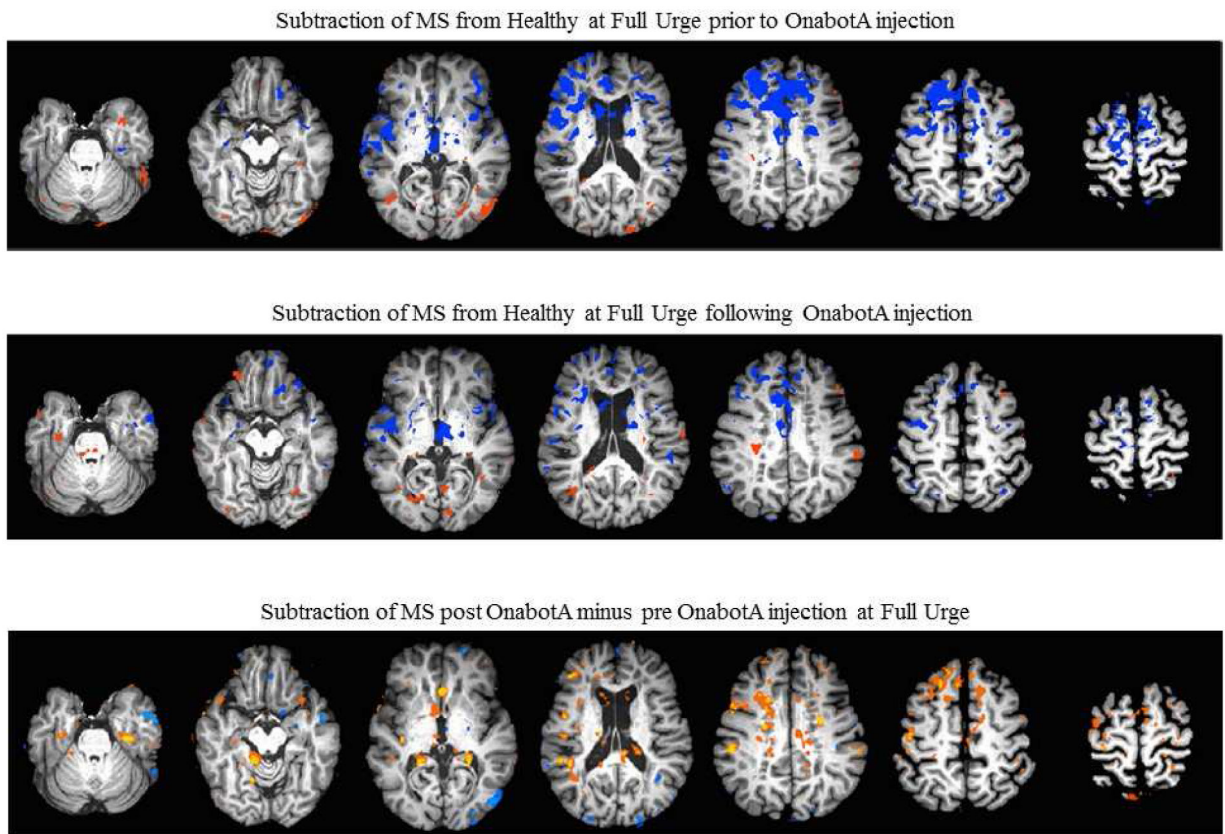 Subtraction of MS from Healthy at Full Urge prior to OnabotA injection
Subtraction of MS from Healthy at Full Urge following OnabotA injection
Subtraction of MS post OnabotA minus pre OnabotA injection at Full Urge